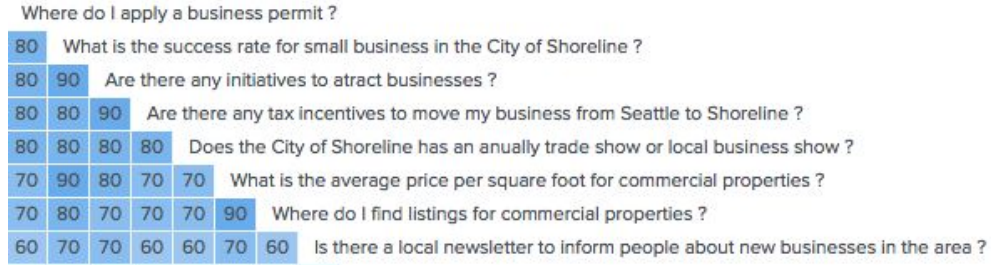 Where do I apply a business permit ?
80 What is the success rate for small business in the City of Shoreline ?
80 90 Are there any initiatives to atract businesses ?
80 80 90 Are there any tax incentives to move my business from Seattle to Shoreline ?
80 80 80 80 Does the City of Shoreline has an anually trade show or local business show ?
70 90 80 70 70 What is the average price per square foot for commercial properties ?
70 80 70 70 70 90 Where do I find listings for commercial properties ?
60 70 70 60 60 70 60 Is there a local newsletter to inform people about new businesses in the area ?